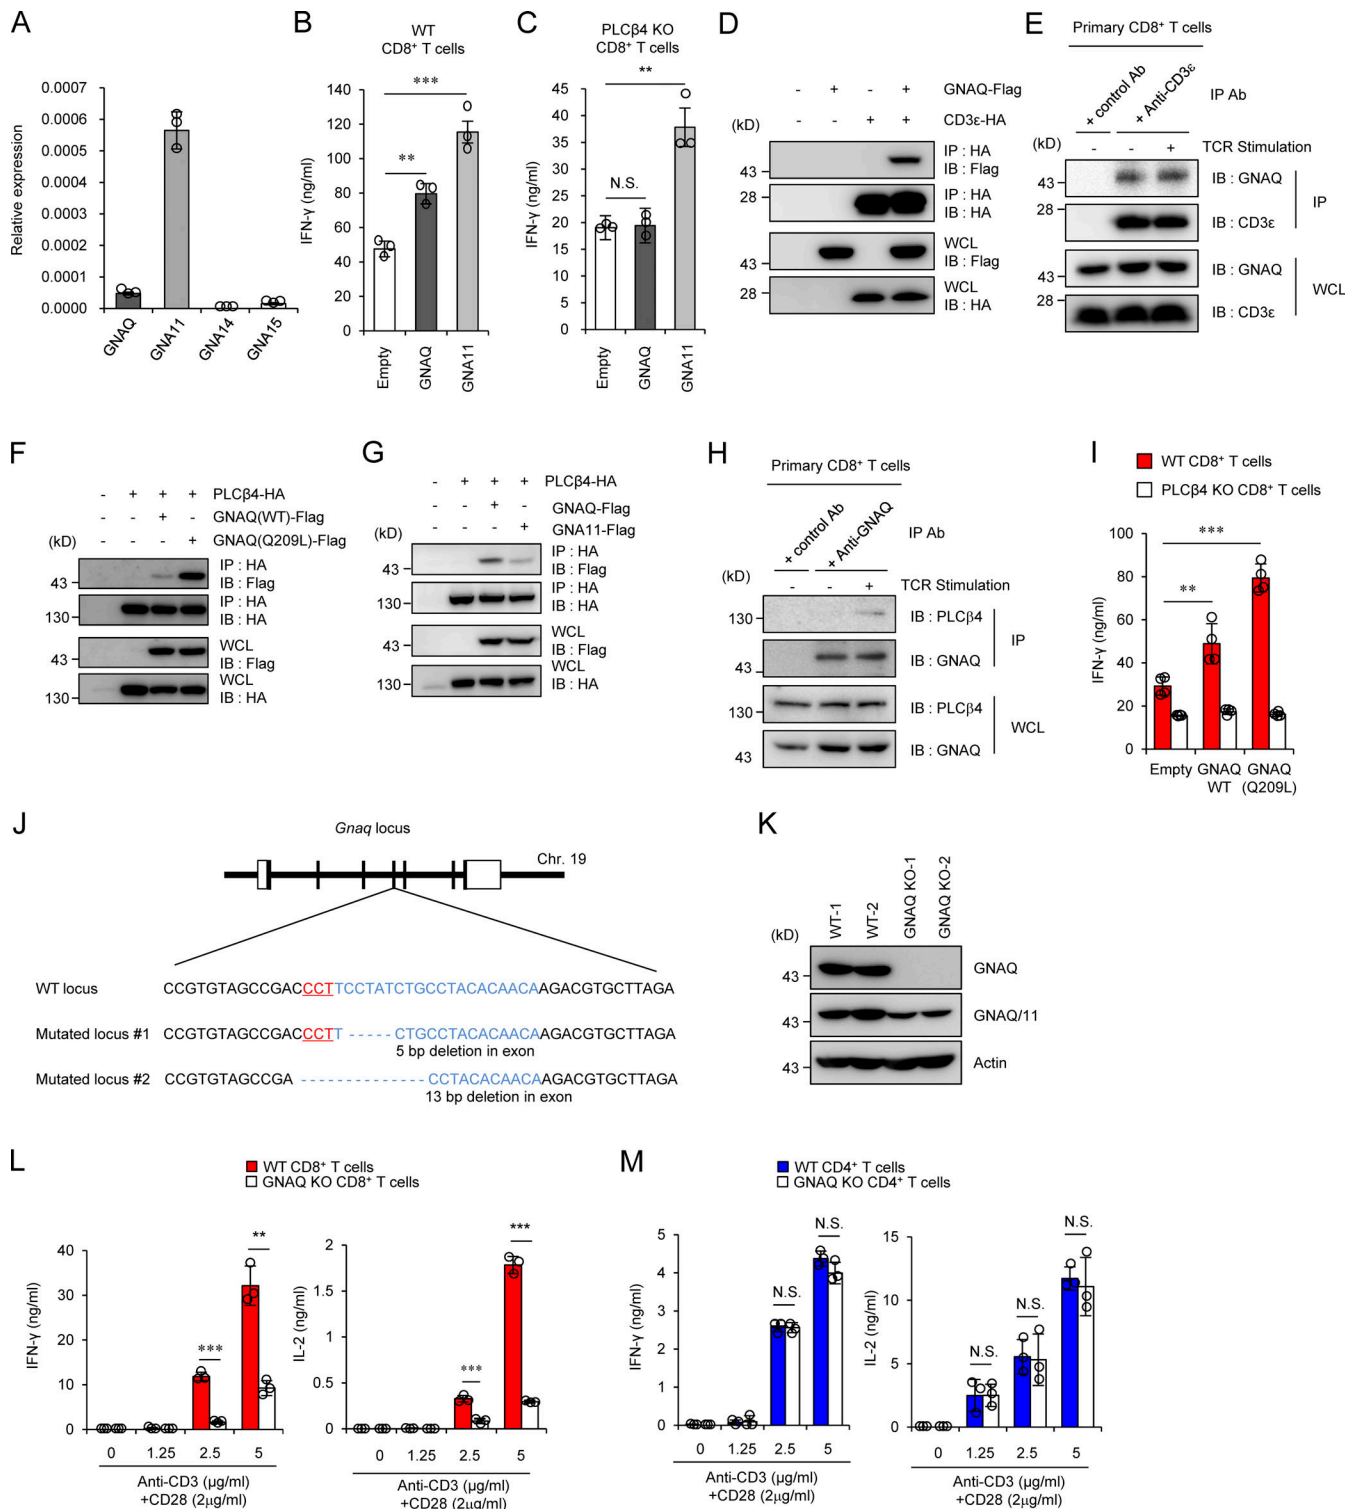 A
Relative expression
0.0007
0.0006
0.0005
0.0004
0.0003
0.0002
0.0001
0.0000
GNAQ
GNA11
GNA14
GNA15
B
WT
CD8+ T cells
IFN-γ (ng/ml)
140
120
100
80
60
40
20
0
***
**
Empty
GNAQ
GNA11
C
PLCβ4 KO
CD8+ T cells
IFN-γ (ng/ml)
45
40
35
30
25
20
15
10
5
0
**
N.S.
Empty
GNAQ
GNA11
D
- + - + GNAQ-Flag
- - + + CD3ε-HA
(kD)
43
IP : HA
IB : Flag
28
IP : HA
IB : HA
43
WCL
IB : Flag
28
WCL
IB : HA
E
Primary CD8+ T cells
+ control Ab
+ Anti-CD3ε
IP Ab
(kD)
- - + TCR Stimulation
43
IB : GNAQ
28
IB : CD3ε
IP
43
IB : GNAQ
28
IB : CD3ε
WCL
F
- + + + PLCβ4-HA
- - + - GNAQ(WT)-Flag
- - - + GNAQ(Q209L)-Flag
(kD)
43
IP : HA
IB : Flag
130
IP : HA
IB : HA
43
WCL
IB : Flag
130
WCL
IB : HA
G
- + + + PLCβ4-HA
- - + - GNAQ-Flag
- - - + GNA11-Flag
(kD)
43
IP : HA
IB : Flag
130
IP : HA
IB : HA
43
WCL
IB : Flag
130
WCL
IB : HA
H
Primary CD8+ T cells
+ control Ab
+ Anti-GNAQ
IP Ab
(kD)
- - + TCR Stimulation
130
IB : PLCβ4
43
IB : GNAQ
IP
130
IB : PLCβ4
43
IB : GNAQ
WCL
I
WT CD8+ T cells
PLCβ4 KO CD8+ T cells
IFN-γ (ng/ml)
100
80
60
40
20
0
***
**
Empty
GNAQ
WT
GNAQ
(Q209L)
J
Gnaq locus
Chr. 19
WT locus CCGTGTAGCCGACCCTTCCTATCTGCCTACACAACAAGACGTGCTTAGA
Mutated locus #1 CCGTGTAGCCGACCCTT - - - - - CTGCCTACACAACAAGACGTGCTTAGA
5 bp deletion in exon
Mutated locus #2 CCGTGTAGCCGA - - - - - - - - - - - - - CCTACACAACAAGACGTGCTTAGA
13 bp deletion in exon
K
WT-1
WT-2
GNAQ KO-1
GNAQ KO-2
(kD)
43
GNAQ
43
GNAQ/11
43
Actin
L
WT CD8+ T cells
GNAQ KO CD8+ T cells
IFN-γ (ng/ml)
40
30
20
10
0
***
**
0 1.25 2.5 5
Anti-CD3 (µg/ml)
+CD28 (2µg/ml)
IL-2 (ng/ml)
2
1.5
1
0.5
0
***
***
0 1.25 2.5 5
Anti-CD3 (µg/ml)
+CD28 (2µg/ml)
M
WT CD4+ T cells
GNAQ KO CD4+ T cells
IFN-γ (ng/ml)
5
4
3
2
1
0
N.S.
N.S.
0 1.25 2.5 5
Anti-CD3 (µg/ml)
+CD28 (2µg/ml)
IL-2 (ng/ml)
15
10
5
0
N.S.
N.S.
N.S.
0 1.25 2.5 5
Anti-CD3 (µg/ml)
+CD28 (2µg/ml)